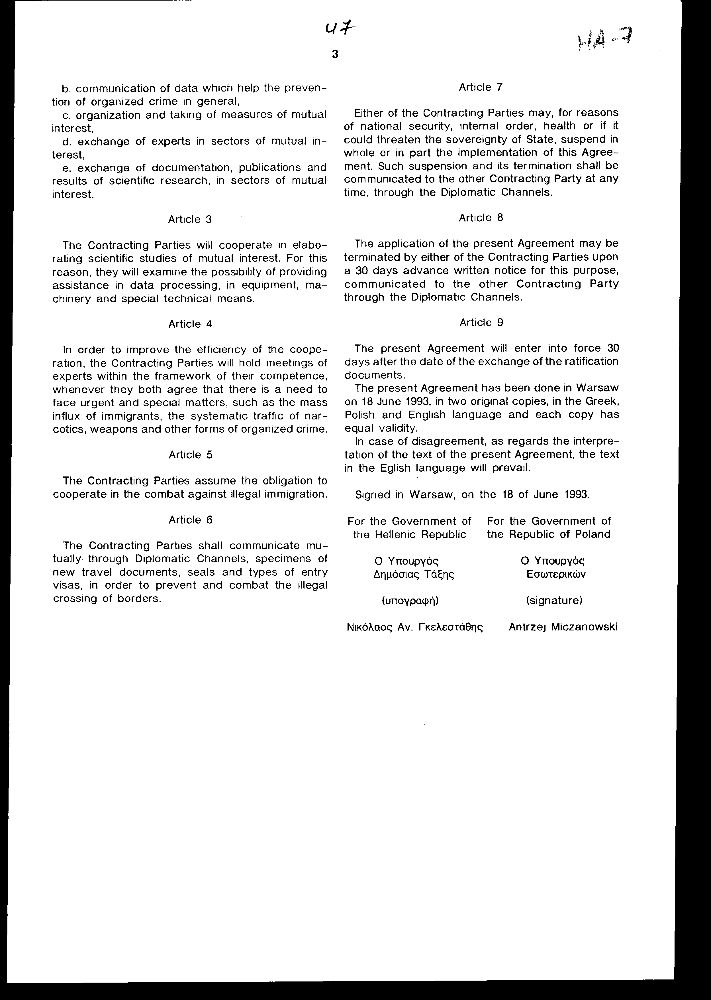 47
HA-7
3
b. communication of data which help the preven-
tion of organized crime in general,
c. organization and taking of measures of mutual
interest,
d. exchange of experts in sectors of mutual in-
terest,
e. exchange of documentation, publications and
results of scientific research, in sectors of mutual
interest.
Article 3
The Contracting Parties will cooperate in elabo-
rating scientific studies of mutual interest. For this
reason, they will examine the possibility of providing
assistance in data processing, in equipment, ma-
chinery and special technical means.
Article 4
In order to improve the efficiency of the coope-
ration, the Contracting Parties will hold meetings of
experts within the framework of their competence,
whenever they both agree that there is a need to
face urgent and special matters, such as the mass
influx of immigrants, the systematic traffic of nar-
cotics, weapons and other forms of organized crime.
Article 5
The Contracting Parties assume the obligation to
cooperate in the combat against illegal immigration.
Article 6
The Contracting Parties shall communicate mu-
tually through Diplomatic Channels, specimens of
new travel documents, seals and types of entry
visas, in order to prevent and combat the illegal
crossing of borders.
Article 7
Either of the Contracting Parties may, for reasons
of national security, internal order, health or if it
could threaten the sovereignty of State, suspend in
whole or in part the implementation of this Agree-
ment. Such suspension and its termination shall be
communicated to the other Contracting Party at any
time, through the Diplomatic Channels.
Article 8
The application of the present Agreement may be
terminated by either of the Contracting Parties upon
a 30 days advance written notice for this purpose,
communicated to the other Contracting Party
through the Diplomatic Channels.
Article 9
The present Agreement will enter into force 30
days after the date of the exchange of the ratification
documents.
The present Agreement has been done in Warsaw
on 18 June 1993, in two original copies, in the Greek,
Polish and English language and each copy has
equal validity.
In case of disagreement, as regards the interpre-
tation of the text of the present Agreement, the text
in the Eglish language will prevail.
Signed in Warsaw, on the 18 of June 1993.
For the Government of For the Government of
the Hellenic Republic the Republic of Poland
Ο Υπουργός Ο Υπουργός
Δημόσιας Τάξης Εσωτερικών
(υπογραφή) (signature)
Νικόλαος Αν. Γκελεστάθης Antrzej Miczanowski